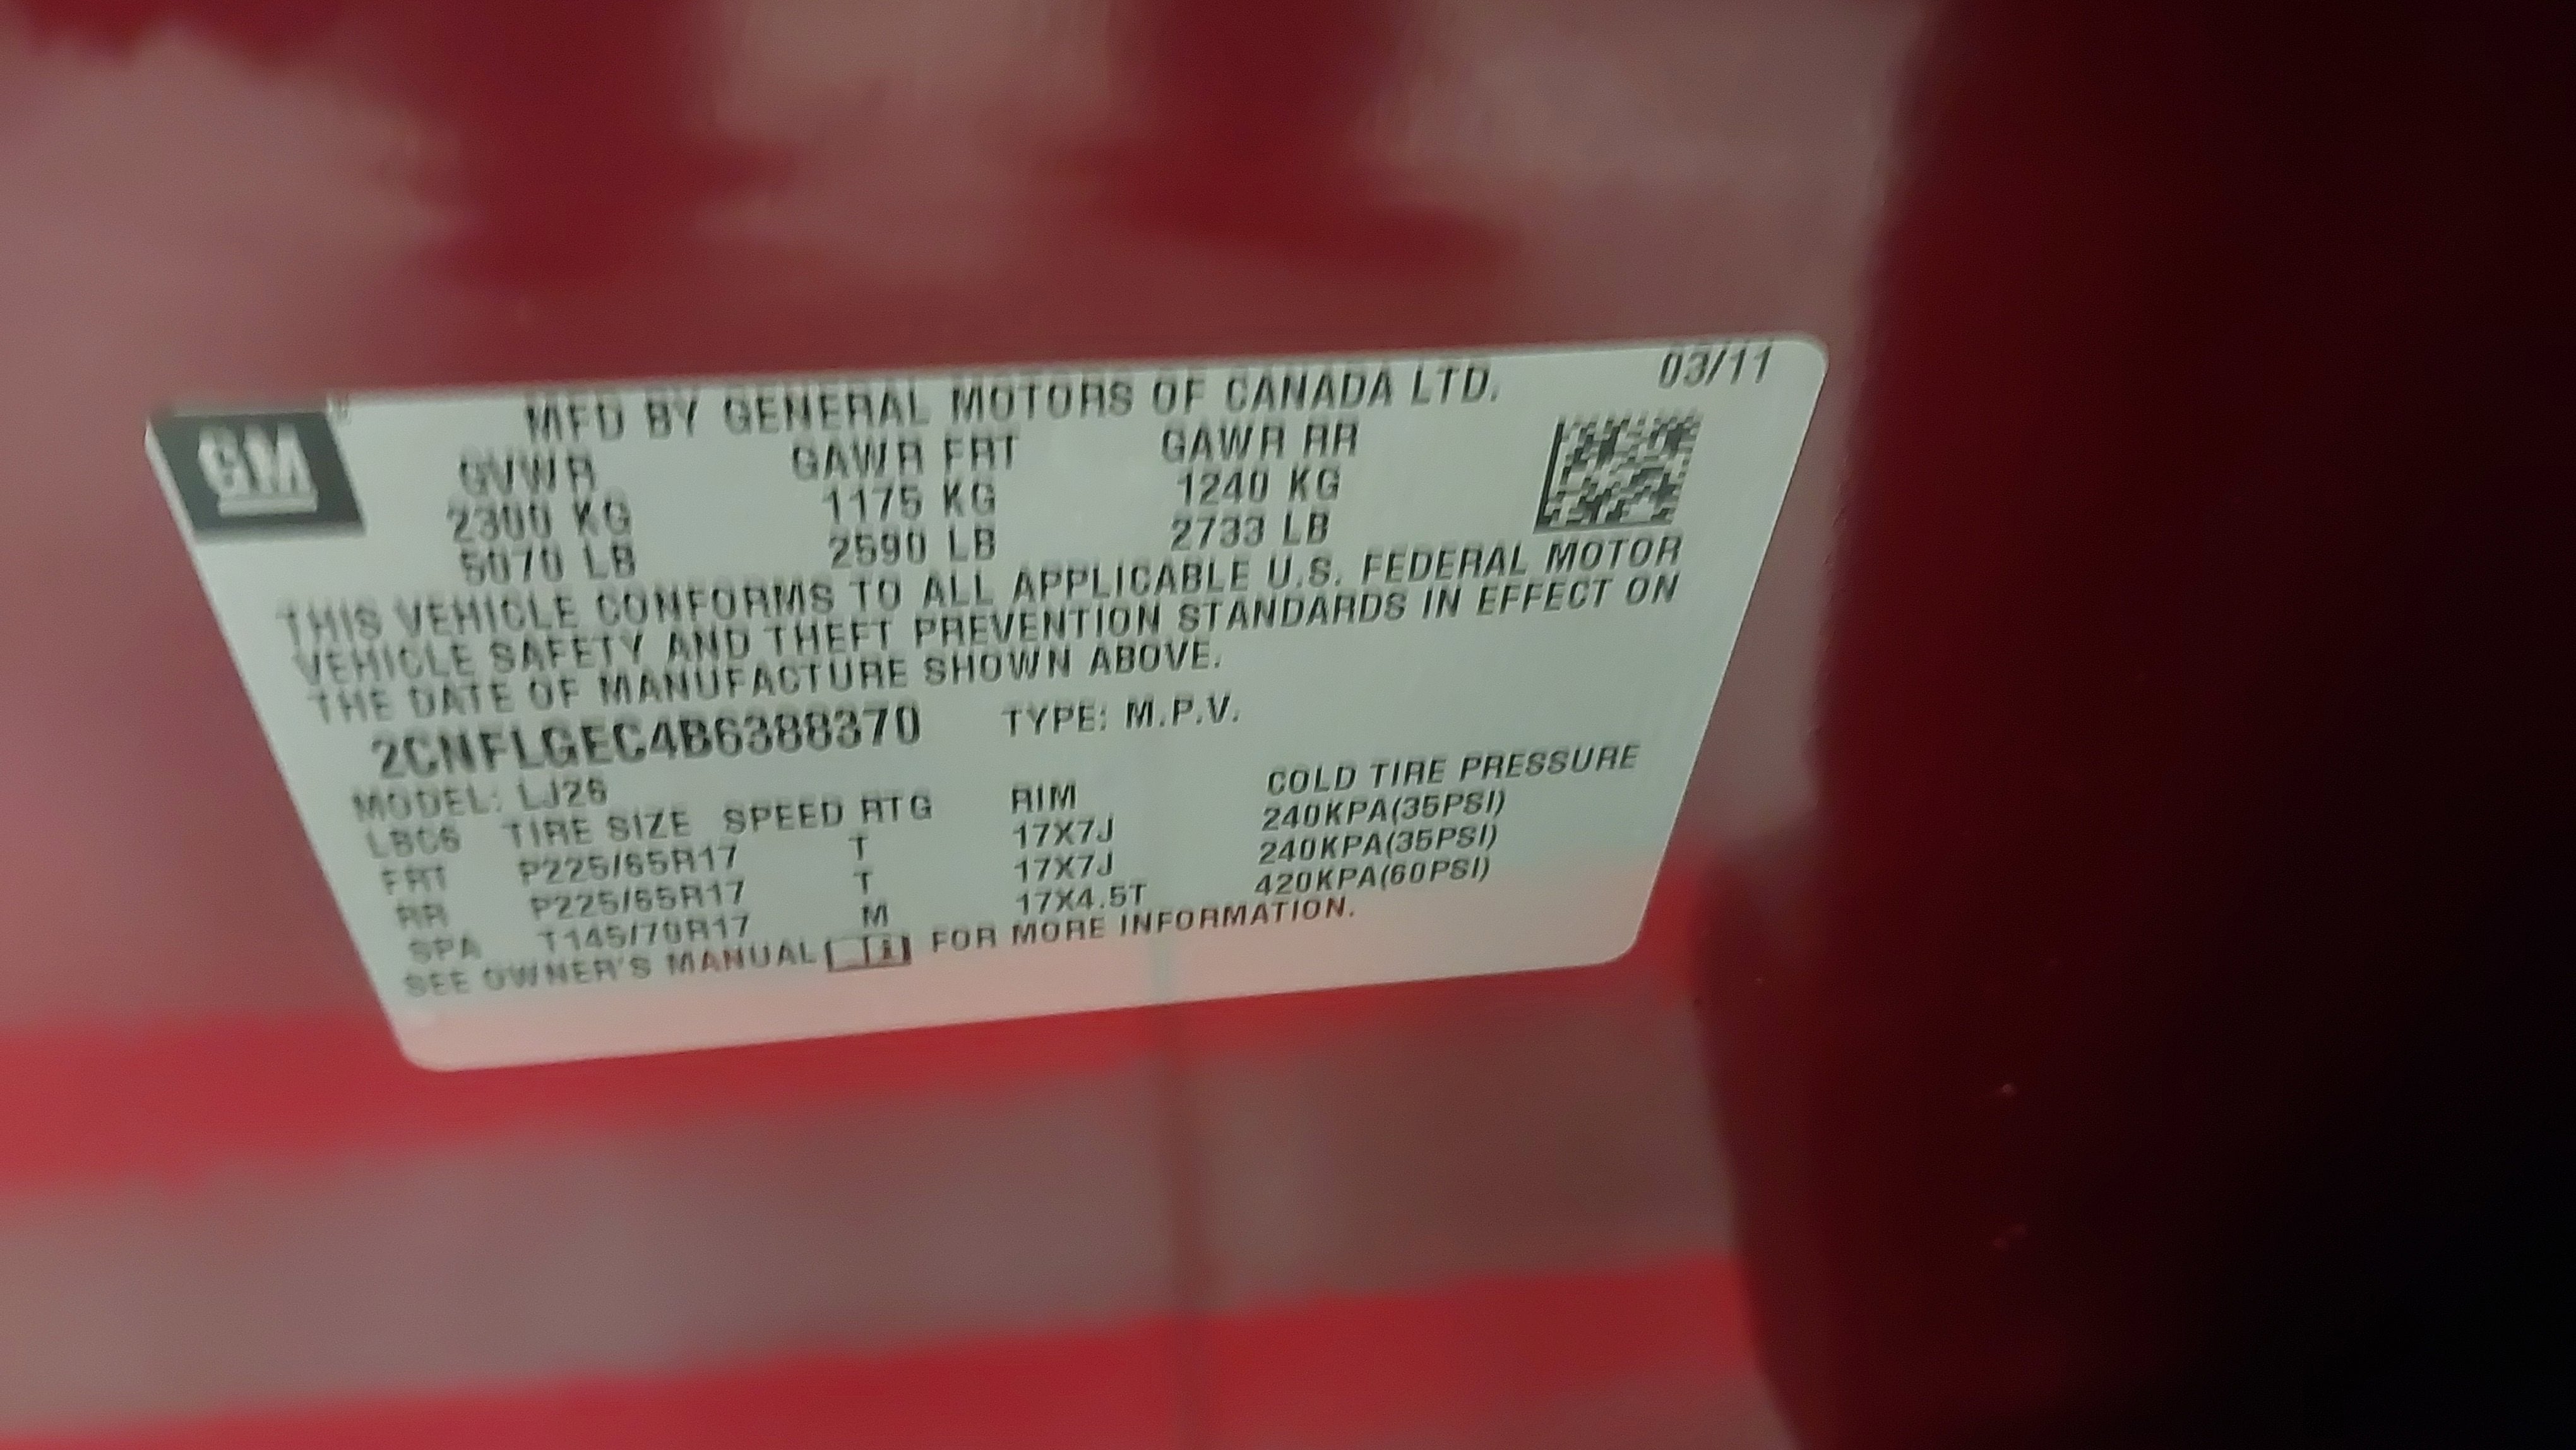 03/11
GM
MFD BY GENERAL MOTORS OF CANADA LTD.
GVWR GAWR FRT GAWR RR
2300 KG 1175 KG 1240 KG
5070 LB 2590 LB 2733 LB
THIS VEHICLE CONFORMS TO ALL APPLICABLE U.S. FEDERAL MOTOR
VEHICLE SAFETY AND THEFT PREVENTION STANDARDS IN EFFECT ON
THE DATE OF MANUFACTURE SHOWN ABOVE.
2CNFLGEC4B6388370 TYPE: M.P.V.
MODEL: LJ26
LBC6 TIRE SIZE SPEED RTG RIM COLD TIRE PRESSURE
FRT P225/65R17 T 17X7J 240KPA(35PSI)
RR P225/65R17 T 17X7J 240KPA(35PSI)
SPA T145/70R17 M 17X4.5T 420KPA(60PSI)
SEE OWNER'S MANUAL FOR MORE INFORMATION.